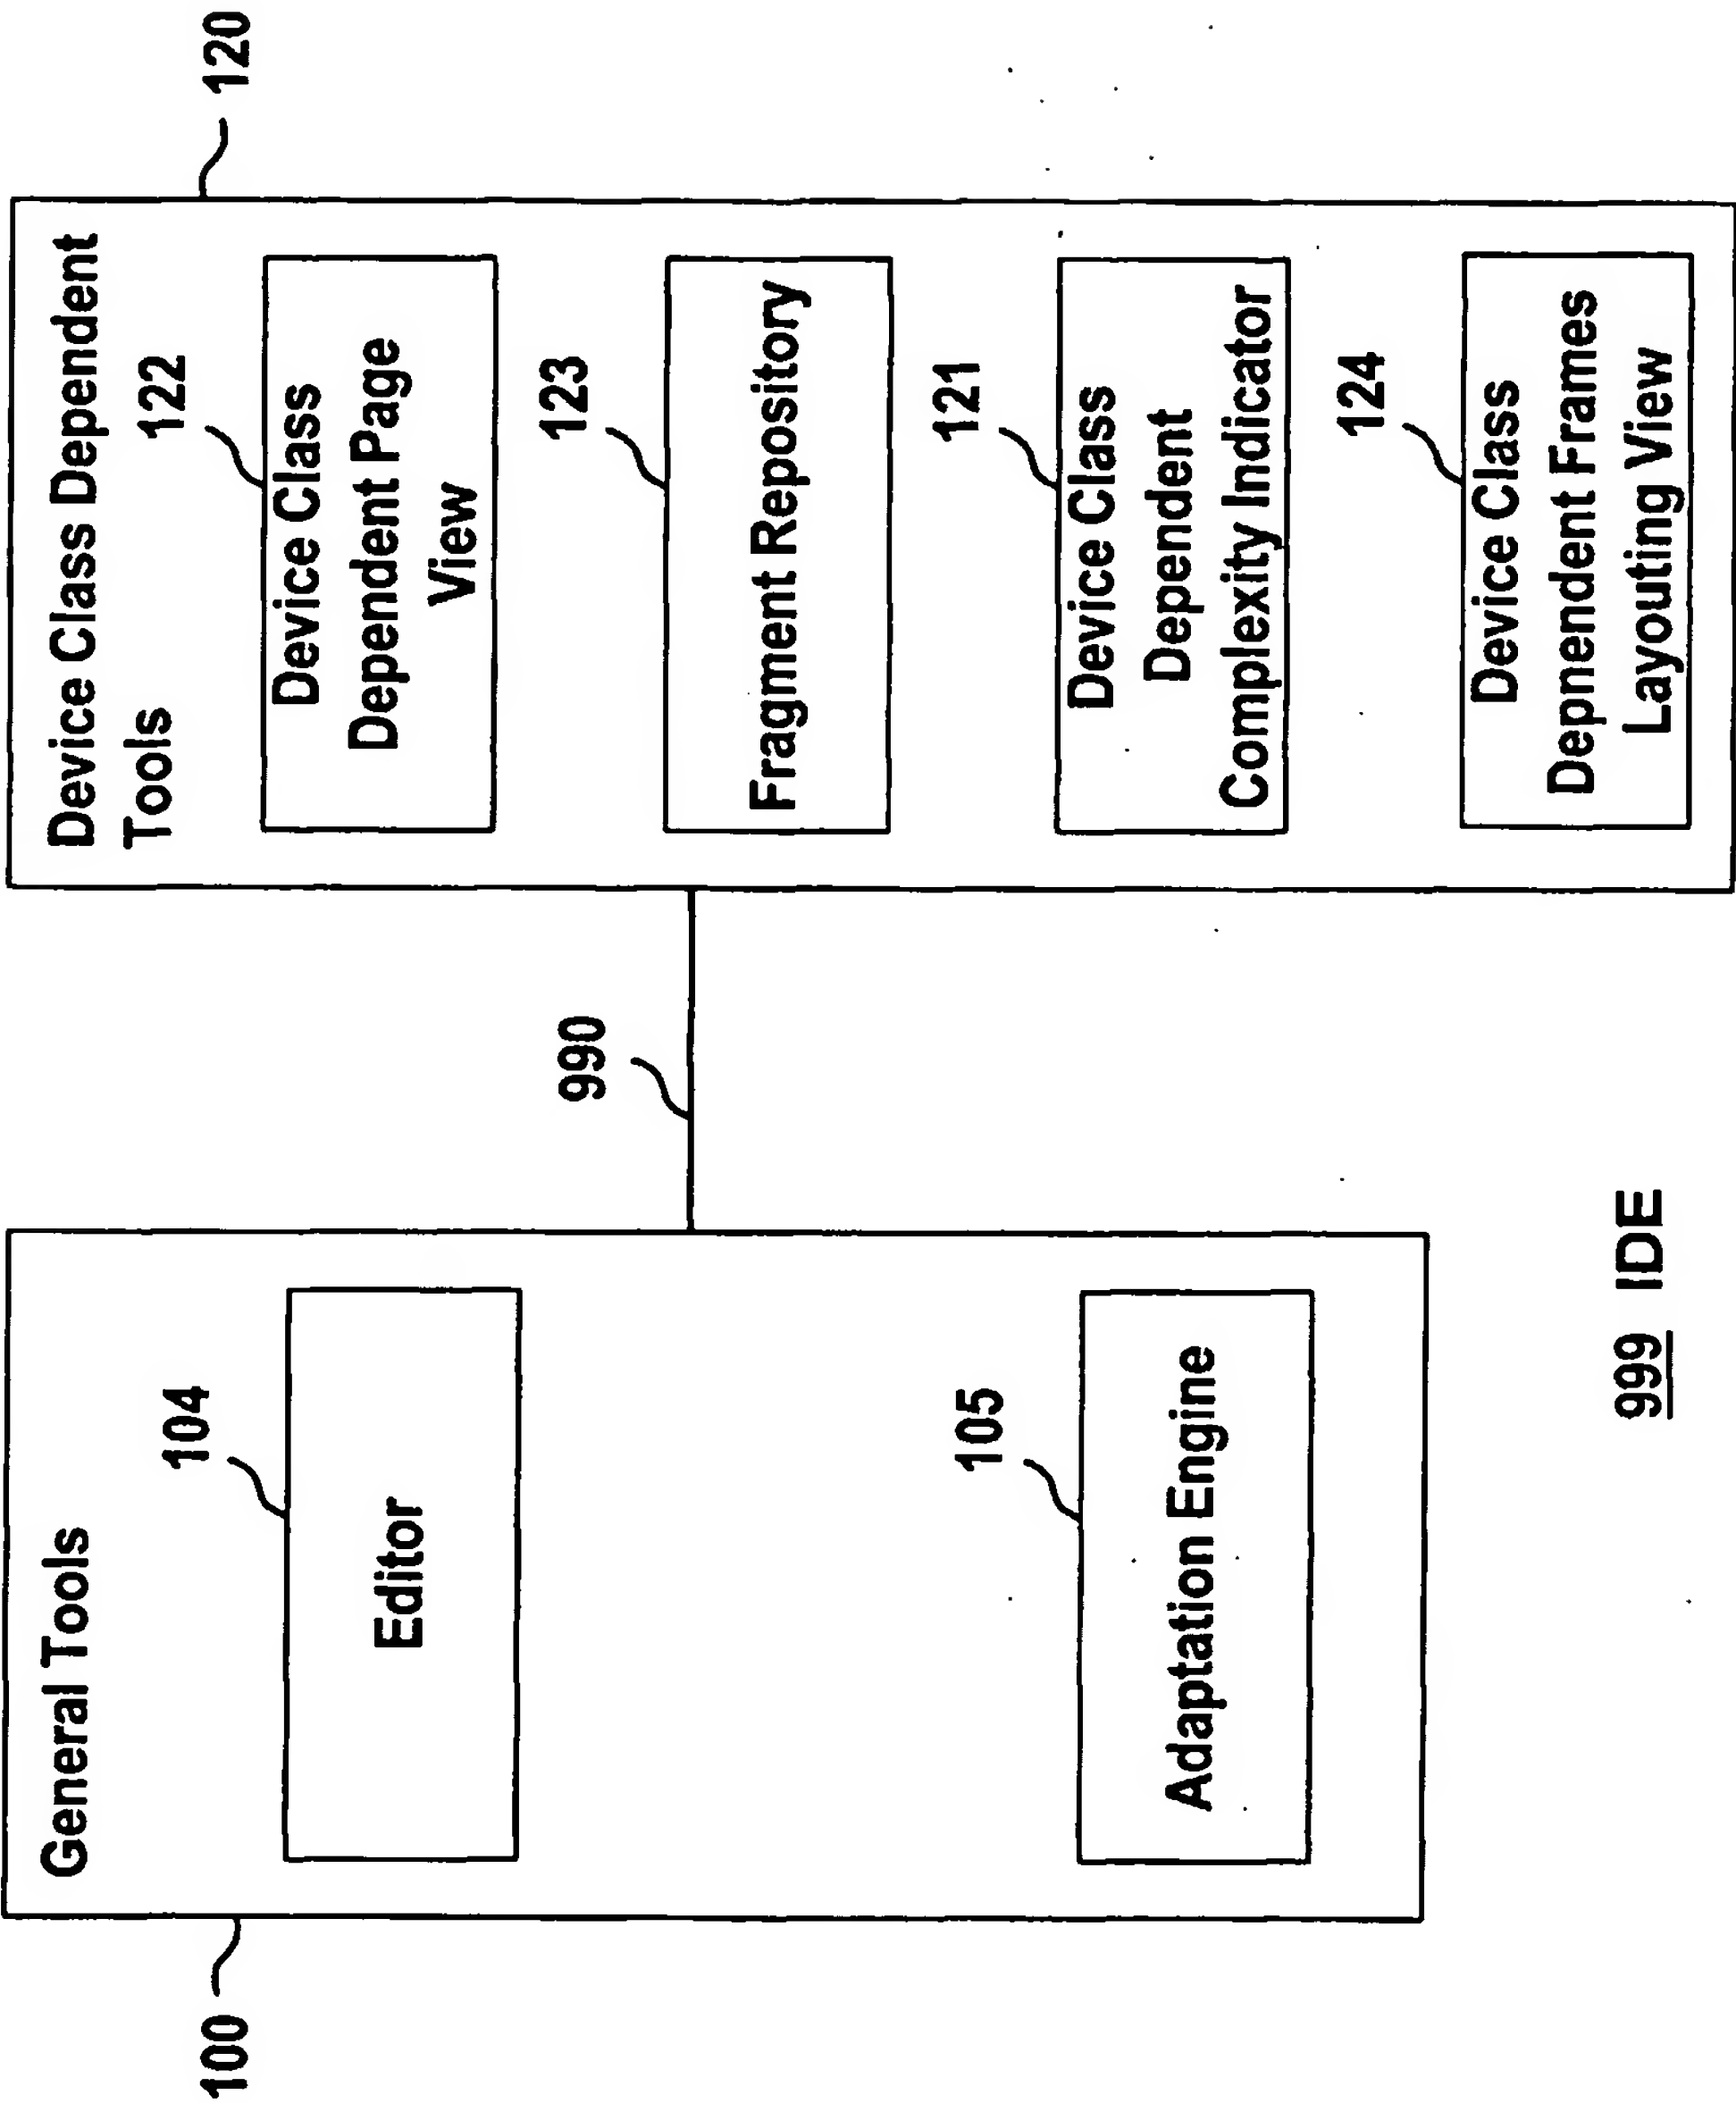 General Tools
104
Editor
105
Adaptation Engine
100
990
Device Class Dependent
Tools
120
122
Device Class
Dependent Page
View
123
Fragment Repository
121
Device Class
Dependent
Complexity Indicator
124
Device Class
Depnendent Frames
Layouting View
999 IDE